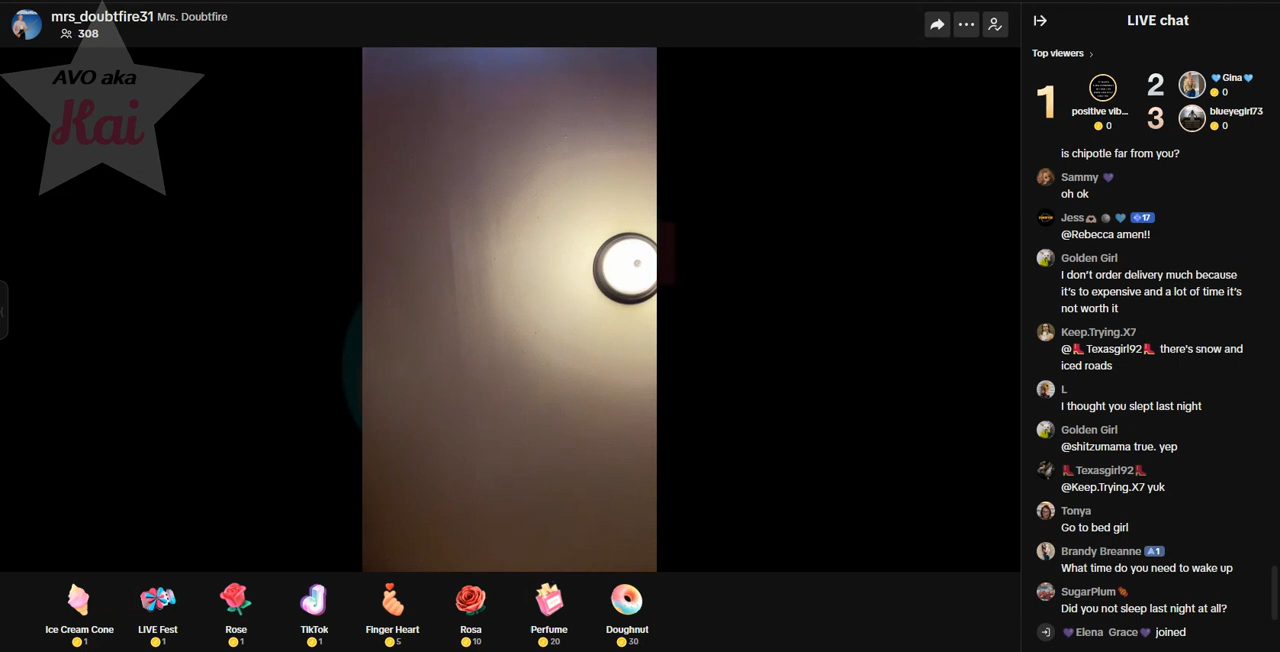 mrs_doubtfire31 Mrs. Doubtfire
308
AVO aka
Kai
LIVE chat
Top viewers
1
positive vib...
0
2
Gina
0
3
blueyegirl73
0
is chipotle far from you?
Sammy
oh ok
Jess 17
@Rebecca amen!!
Golden Girl
I don't order delivery much because
it's to expensive and a lot of time it's
not worth it
Keep.Trying.X7
@👢Texasgirl92👢 there's snow and
iced roads
L
I thought you slept last night
Golden Girl
@shitzumama true. yep
👢Texasgirl92👢
@Keep.Trying.X7 yuk
Tonya
Go to bed girl
Brandy Breanne 1
What time do you need to wake up
SugarPlum
Did you not sleep last night at all?
Elena Grace joined
Ice Cream Cone
1
LIVE Fest
1
Rose
1
TikTok
1
Finger Heart
5
Rosa
10
Perfume
20
Doughnut
30